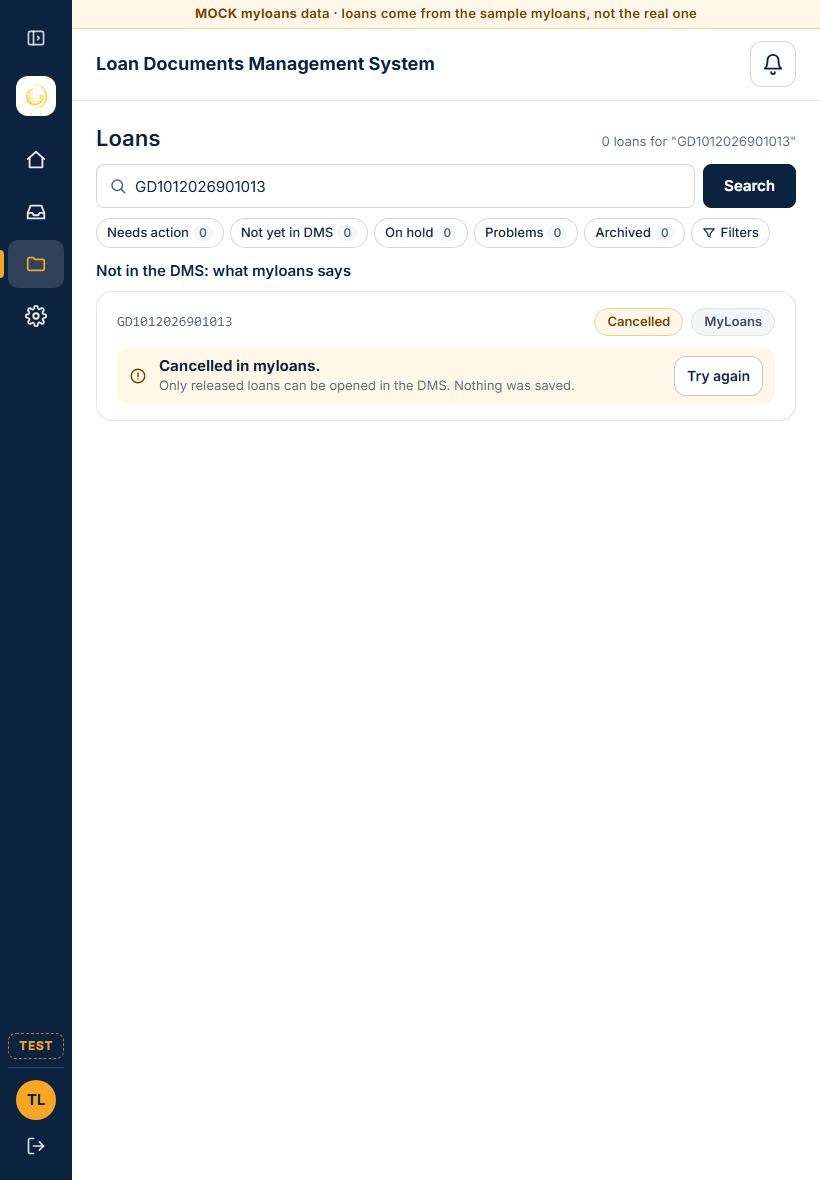 MOCK myloans data · loans come from the sample myloans, not the real one
Loan Documents Management System
Loans
0 loans for "GD1012026901013"
GD1012026901013
Search
Needs action 0
Not yet in DMS 0
On hold 0
Problems 0
Archived 0
Filters
Not in the DMS: what myloans says
GD1012026901013
Cancelled
MyLoans
Cancelled in myloans.
Only released loans can be opened in the DMS. Nothing was saved.
Try again
TEST
TL